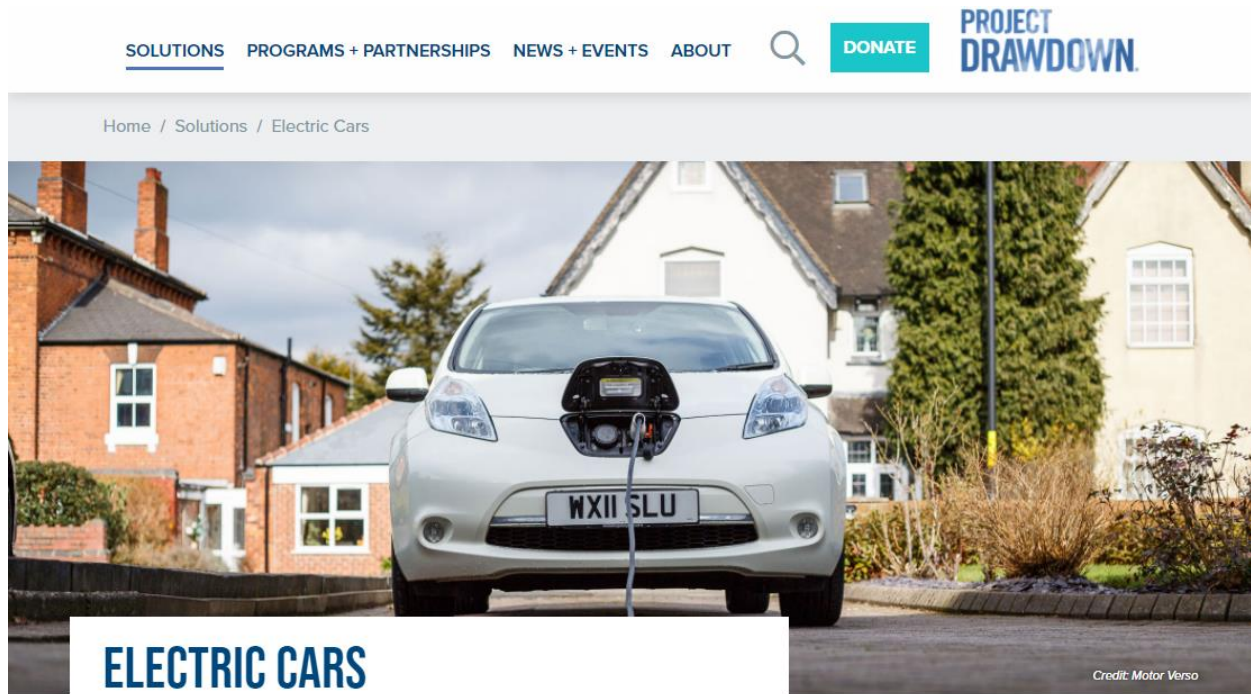 SOLUTIONS PROGRAMS + PARTNERSHIPS NEWS + EVENTS ABOUT DONATE
PROJECT
DRAWDOWN.
Home / Solutions / Electric Cars
WX11 SLU
ELECTRIC CARS
Credit: Motor Verso